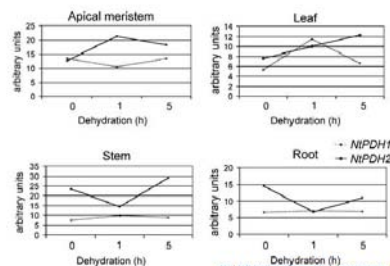 Apical meristem
arbitrary units
25
20
15
10
5
0
0 1 5
Dehydration (h)
Leaf
arbitrary units
14
12
10
8
6
4
2
0
0 1 5
Dehydration (h)
NtPDH1
NtPDH2
Stem
arbitrary units
35
30
25
20
15
10
5
0
0 1 5
Dehydration (h)
Root
arbitrary units
20
15
10
5
0
0 1 5
Dehydration (h)